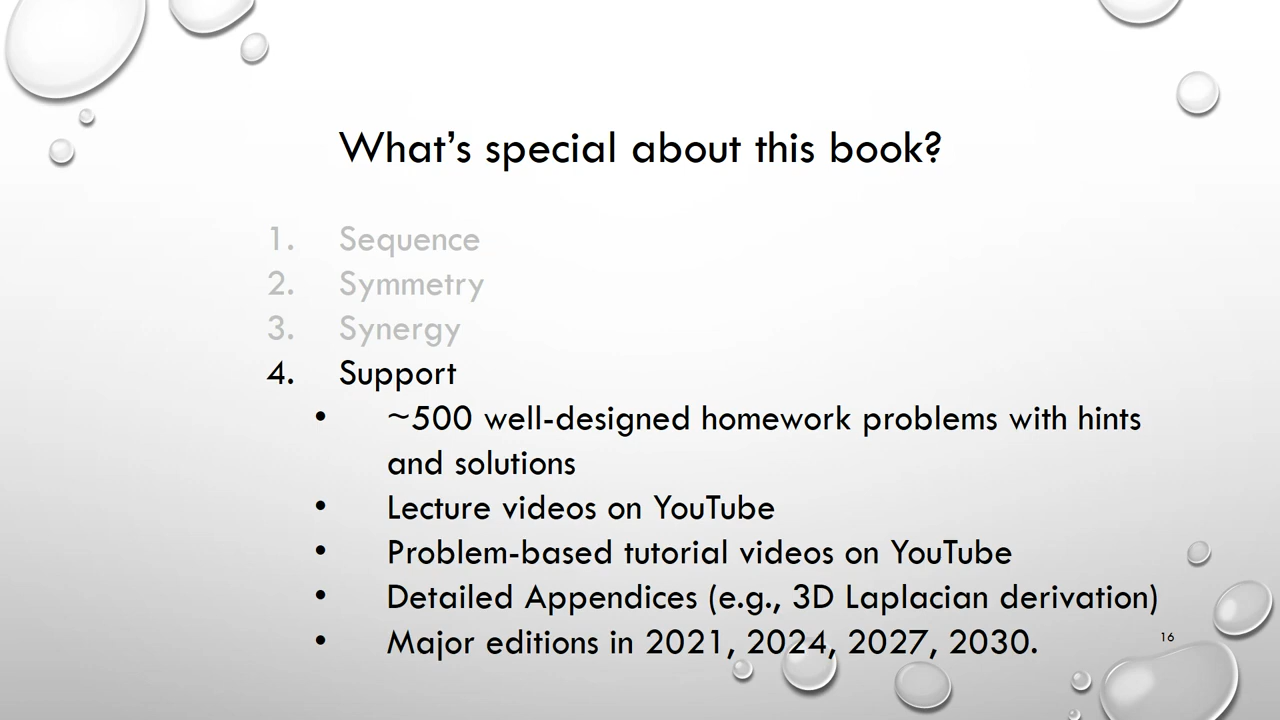 What's special about this book?
1. Sequence
2. Symmetry
3. Synergy
4. Support
• ~500 well-designed homework problems with hints
and solutions
• Lecture videos on YouTube
• Problem-based tutorial videos on YouTube
• Detailed Appendices (e.g., 3D Laplacian derivation)
• Major editions in 2021, 2024, 2027, 2030.
16